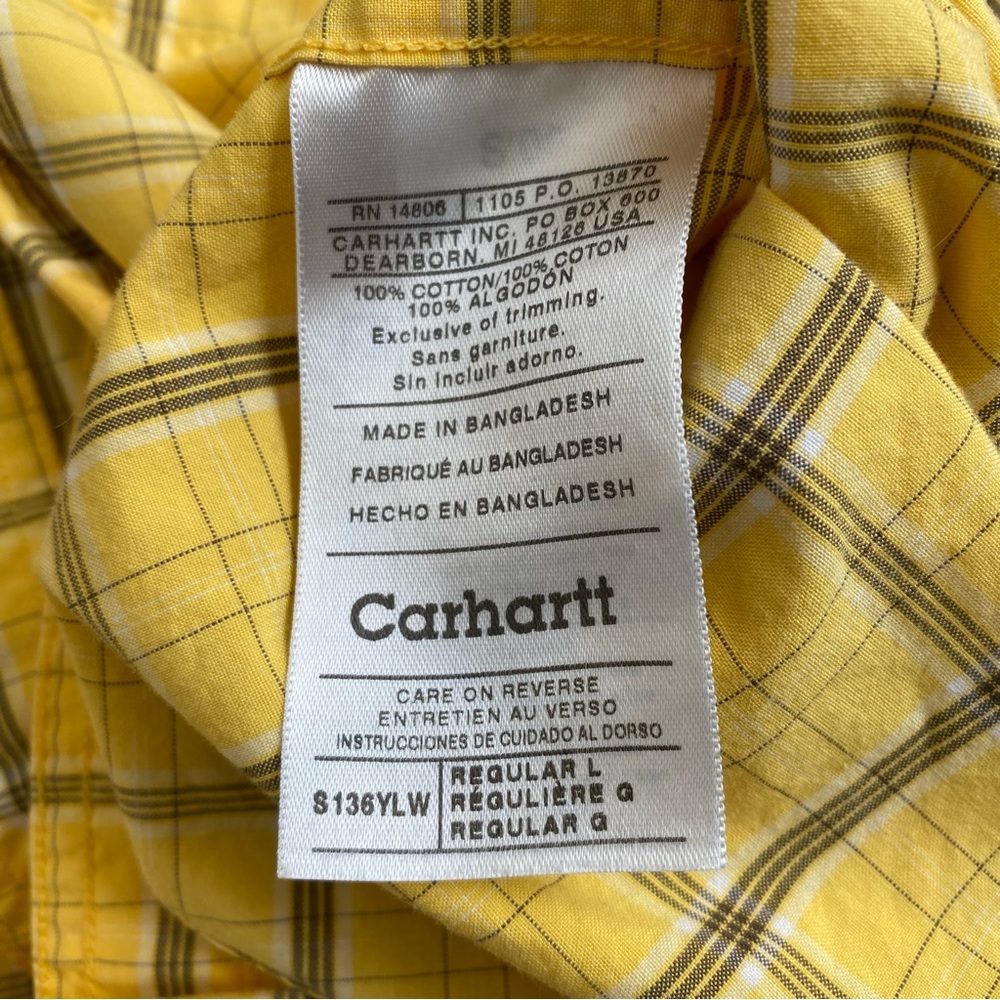 RN 14806 1105 P.O. 13870
CARHARTT INC. PO BOX 600
DEARBORN, MI 48126 USA
100% COTTON/100% COTON
100% ALGODÓN
Exclusive of trimming.
Sans garniture.
Sin incluir adorno.
MADE IN BANGLADESH
FABRIQUÉ AU BANGLADESH
HECHO EN BANGLADESH
Carhartt
CARE ON REVERSE
ENTRETIEN AU VERSO
INSTRUCCIONES DE CUIDADO AL DORSO
S136YLW
REGULAR L
RÉGULIÈRE G
REGULAR G